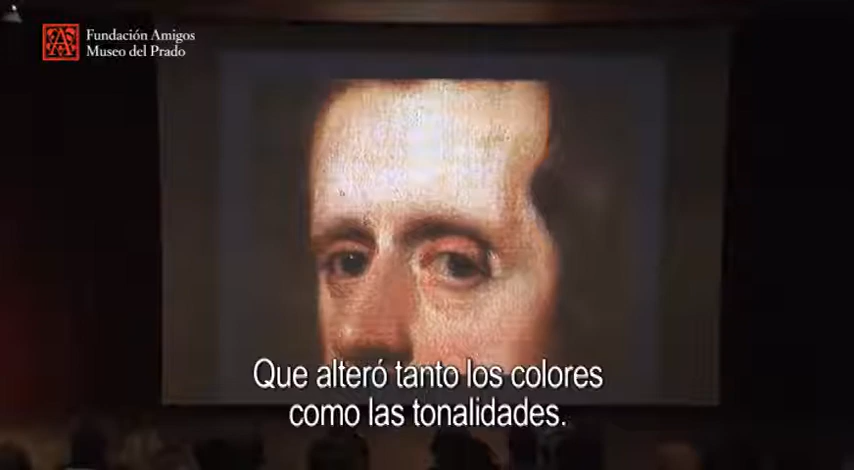 Fundación Amigos
Museo del Prado
Que alteró tanto los colores
como las tonalidades.